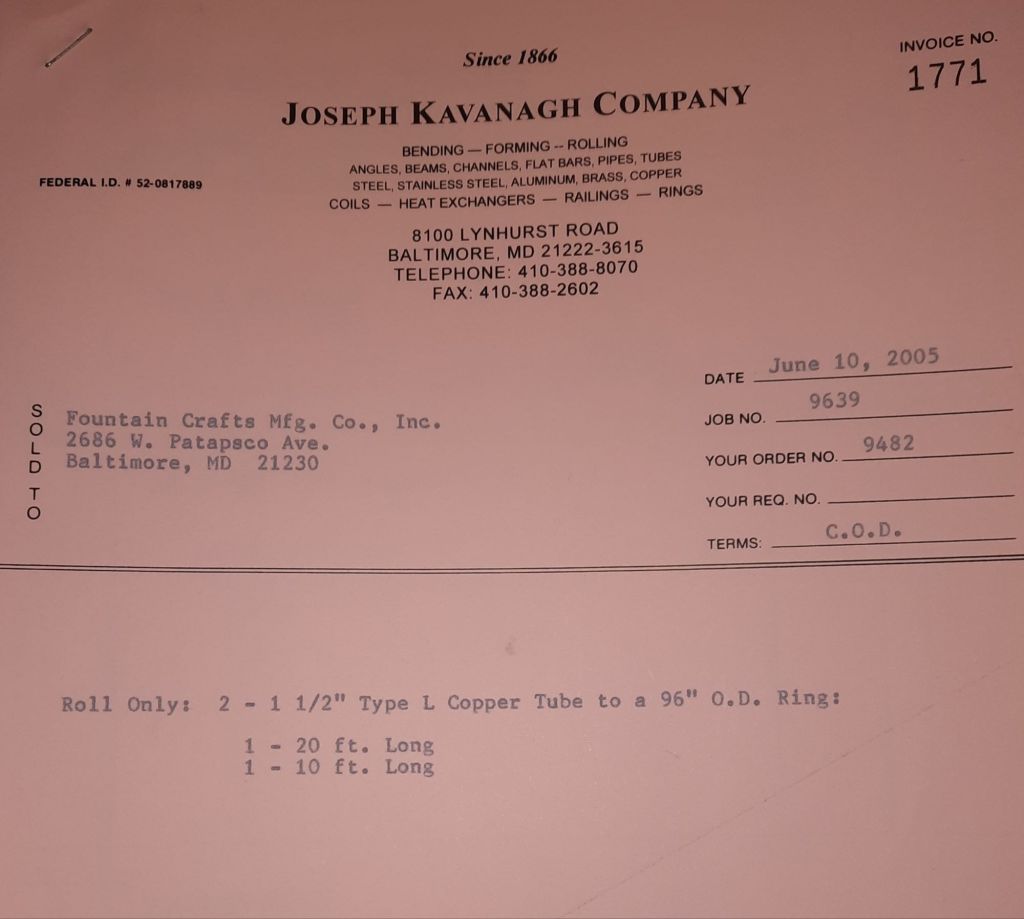 Since 1866
INVOICE NO.
1771
JOSEPH KAVANAGH COMPANY
BENDING — FORMING -- ROLLING
ANGLES, BEAMS, CHANNELS, FLAT BARS, PIPES, TUBES
STEEL, STAINLESS STEEL, ALUMINUM, BRASS, COPPER
COILS — HEAT EXCHANGERS — RAILINGS — RINGS
FEDERAL I.D. # 52-0817889
8100 LYNHURST ROAD
BALTIMORE, MD 21222-3615
TELEPHONE: 410-388-8070
FAX: 410-388-2602
DATE June 10, 2005
JOB NO. 9639
YOUR ORDER NO. 9482
YOUR REQ. NO.
TERMS: C.O.D.
SOLD TO
Fountain Crafts Mfg. Co., Inc.
2686 W. Patapsco Ave.
Baltimore, MD 21230
Roll Only: 2 - 1 1/2" Type L Copper Tube to a 96" O.D. Ring:
1 - 20 ft. Long
1 - 10 ft. Long